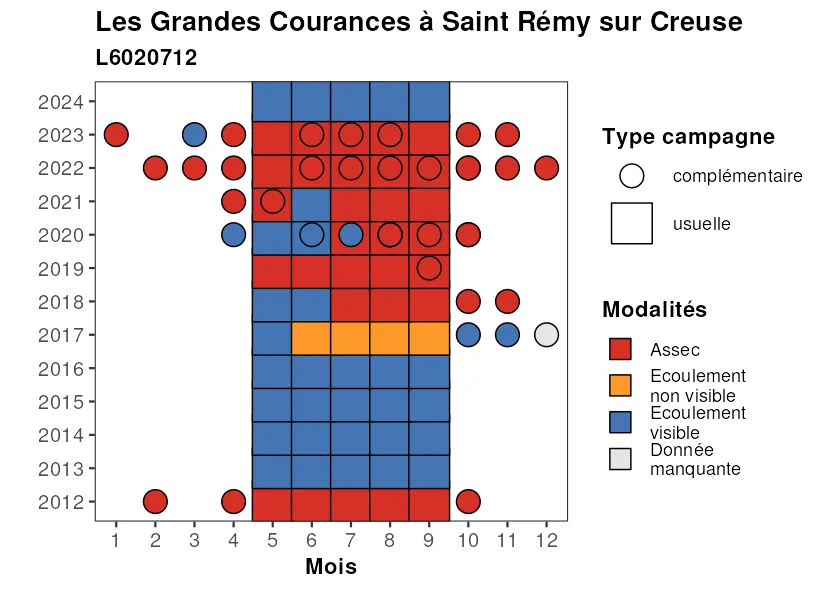 Les Grandes Courances à Saint Rémy sur Creuse
L6020712
2024
2023
2022
2021
2020
2019
2018
2017
2016
2015
2014
2013
2012
1 2 3 4 5 6 7 8 9 10 11 12
Mois
Type campagne
complémentaire
usuelle
Modalités
Assec
Ecoulement
non visible
Ecoulement
visible
Donnée
manquante